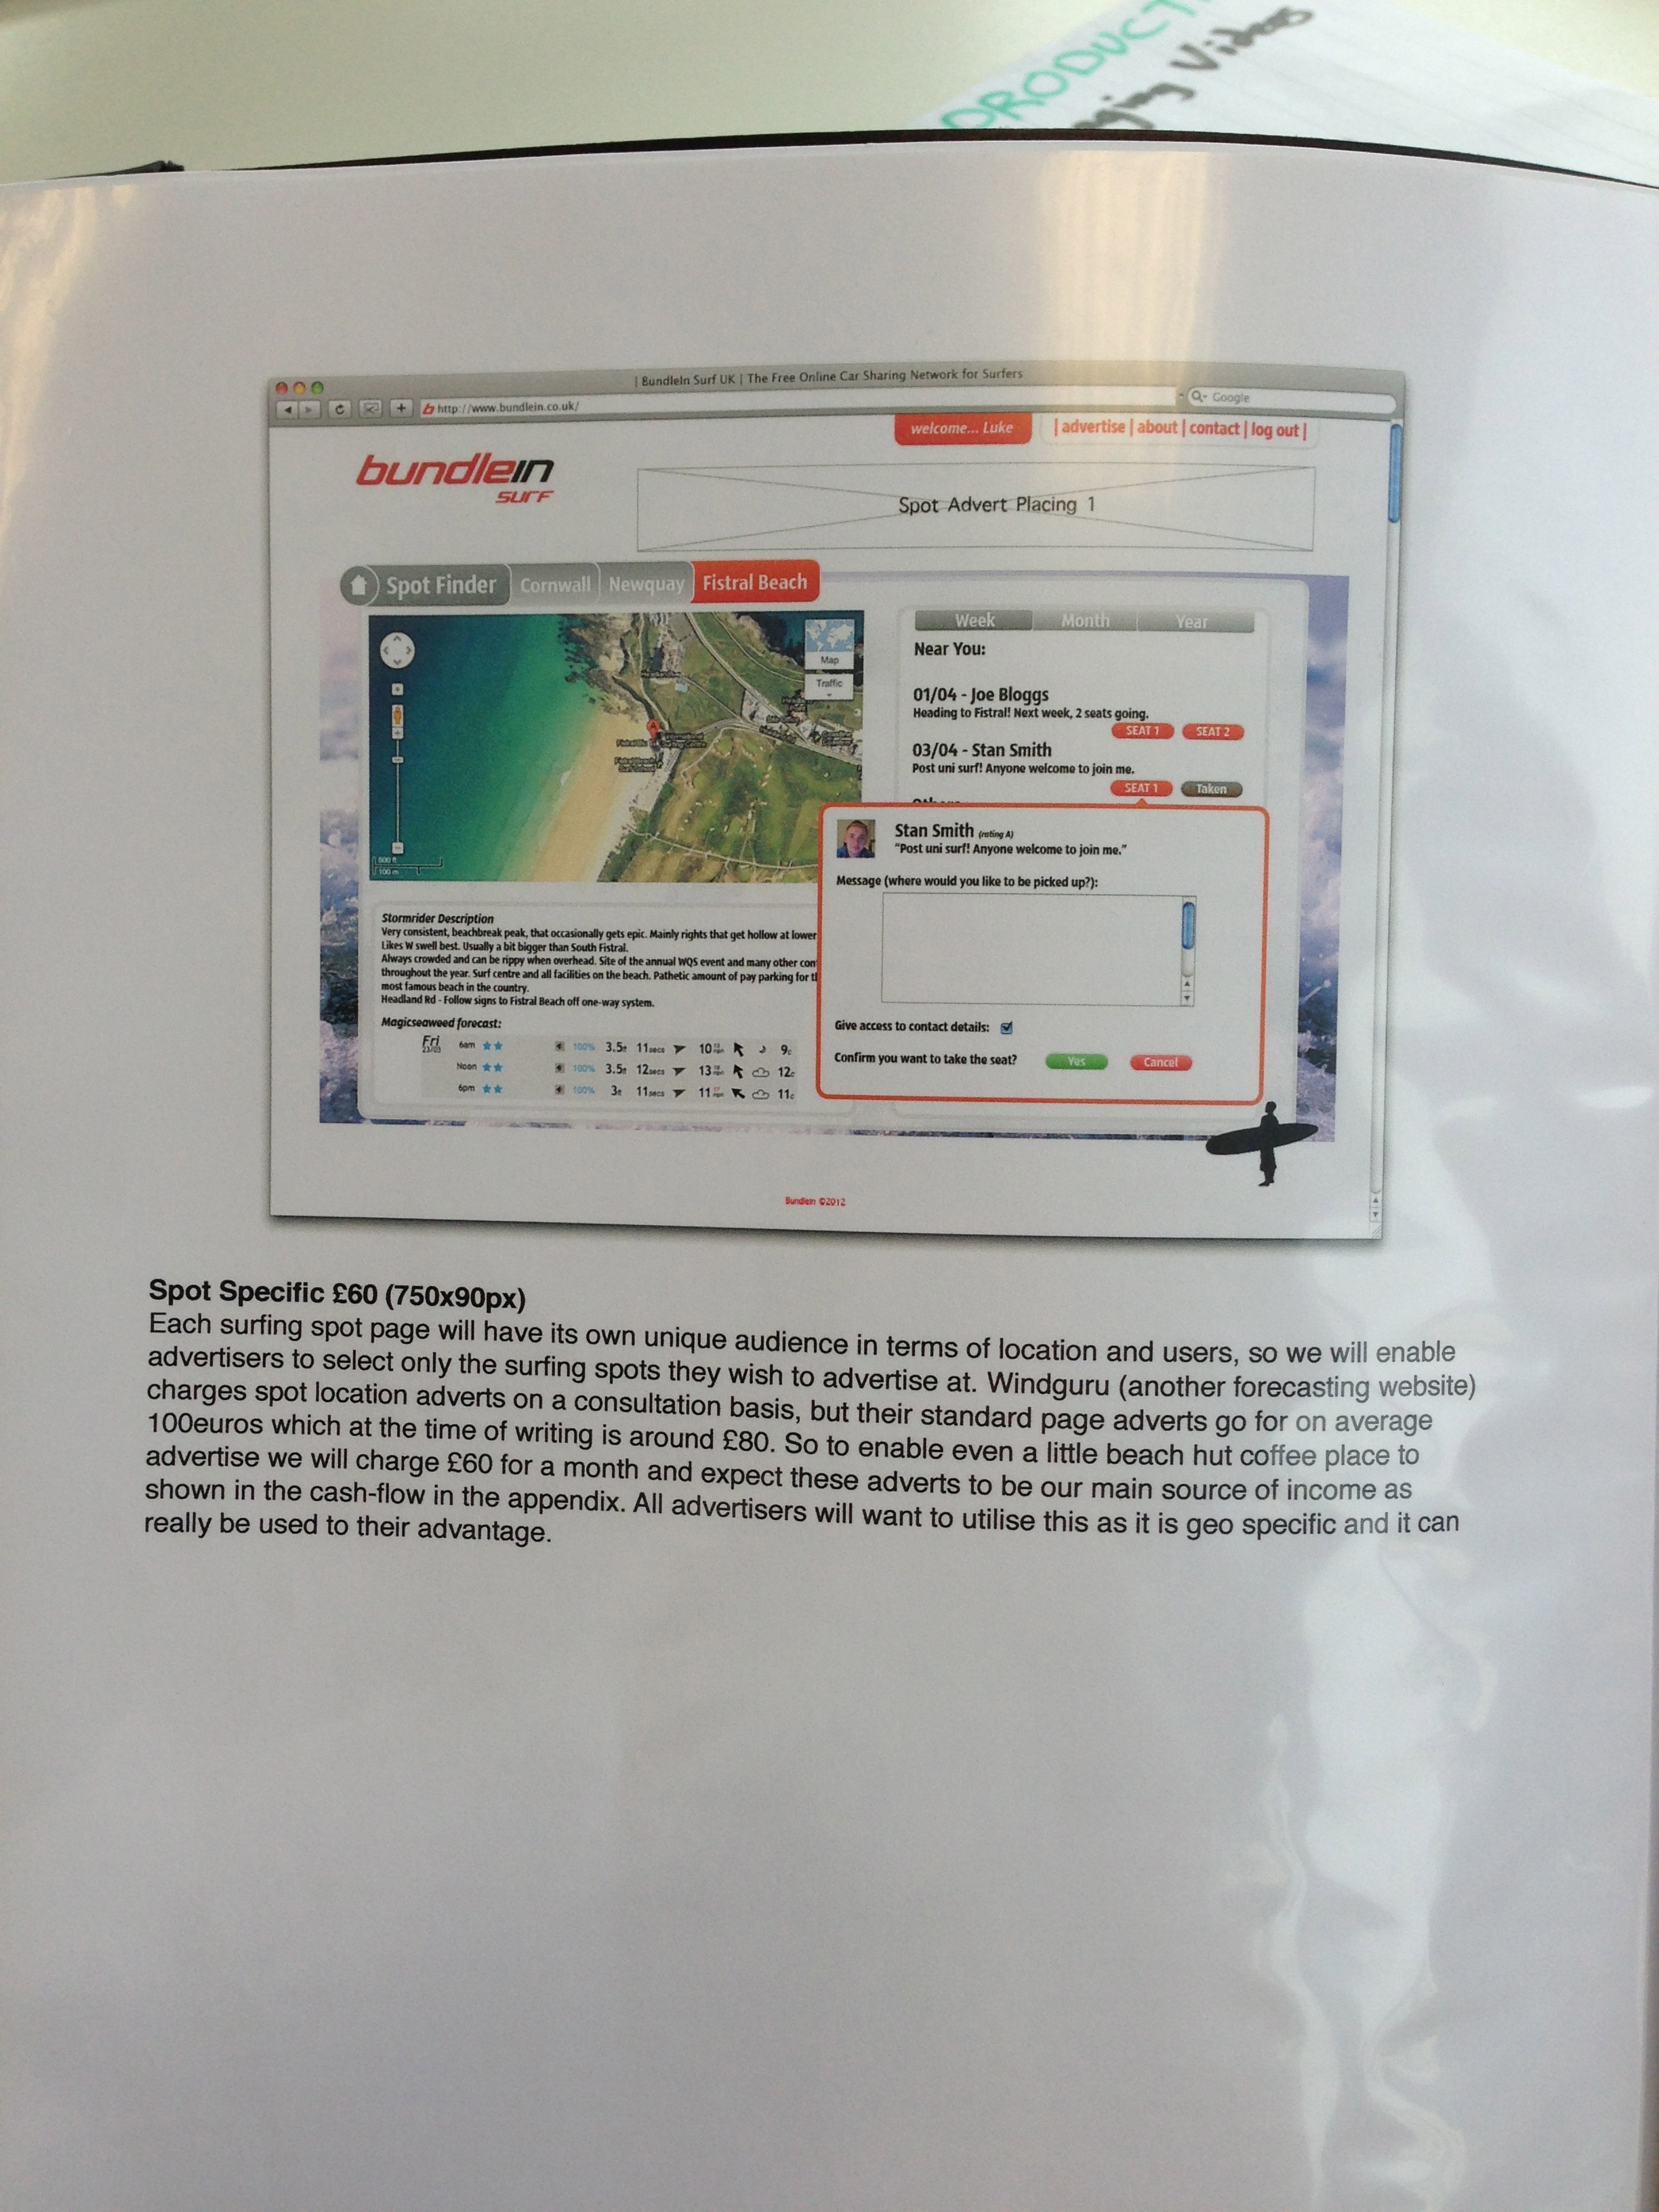 PRODUCT
ging Videos
| BundleIn Surf UK | The Free Online Car Sharing Network for Surfers
http://www.bundlein.co.uk/
Google
welcome... Luke
| advertise | about | contact | log out |
bundlein
surf
Spot Advert Placing 1
Spot Finder Cornwall Newquay Fistral Beach
Map
Traffic
600 ft
100 m
Week Month Year
Near You:
01/04 - Joe Bloggs
Heading to Fistral! Next week, 2 seats going.
SEAT 1 SEAT 2
03/04 - Stan Smith
Post uni surf! Anyone welcome to join me.
SEAT 1 Taken
Stan Smith (rating A)
"Post uni surf! Anyone welcome to join me."
Message (where would you like to be picked up?):
Give access to contact details:
Confirm you want to take the seat? Yes Cancel
Stormrider Description
Very consistent, beachbreak peak, that occasionally gets epic. Mainly rights that get hollow at lower
Likes W swell best. Usually a bit bigger than South Fistral.
Always crowded and can be rippy when overhead. Site of the annual WQS event and many other con
throughout the year. Surf centre and all facilities on the beach. Pathetic amount of pay parking for t
most famous beach in the country.
Headland Rd - Follow signs to Fistral Beach off one-way system.
Magicseaweed forecast:
Fri 23/03
6am 100% 3.5ft 11secs 10 mph 9c
Noon 100% 3.5ft 12secs 13 mph 12c
6pm 100% 3ft 11secs 11 mph 11c
BundleIn ©2012
Spot Specific £60 (750x90px)
Each surfing spot page will have its own unique audience in terms of location and users, so we will enable
advertisers to select only the surfing spots they wish to advertise at. Windguru (another forecasting website)
charges spot location adverts on a consultation basis, but their standard page adverts go for on average
100euros which at the time of writing is around £80. So to enable even a little beach hut coffee place to
advertise we will charge £60 for a month and expect these adverts to be our main source of income as
shown in the cash-flow in the appendix. All advertisers will want to utilise this as it is geo specific and it can
really be used to their advantage.